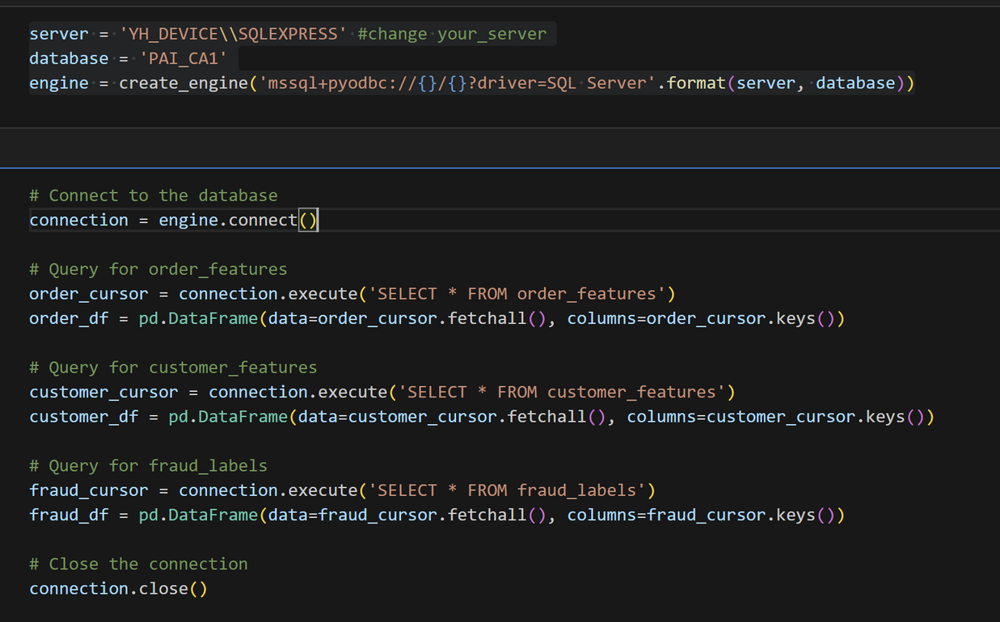 server = 'YH_DEVICE\\SQLEXPRESS' #change your_server
database = 'PAI_CA1'
engine = create_engine('mssql+pyodbc://{}/{}?driver=SQL Server'.format(server, database))
# Connect to the database
connection = engine.connect()
# Query for order_features
order_cursor = connection.execute('SELECT * FROM order_features')
order_df = pd.DataFrame(data=order_cursor.fetchall(), columns=order_cursor.keys())
# Query for customer_features
customer_cursor = connection.execute('SELECT * FROM customer_features')
customer_df = pd.DataFrame(data=customer_cursor.fetchall(), columns=customer_cursor.keys())
# Query for fraud_labels
fraud_cursor = connection.execute('SELECT * FROM fraud_labels')
fraud_df = pd.DataFrame(data=fraud_cursor.fetchall(), columns=fraud_cursor.keys())
# Close the connection
connection.close()